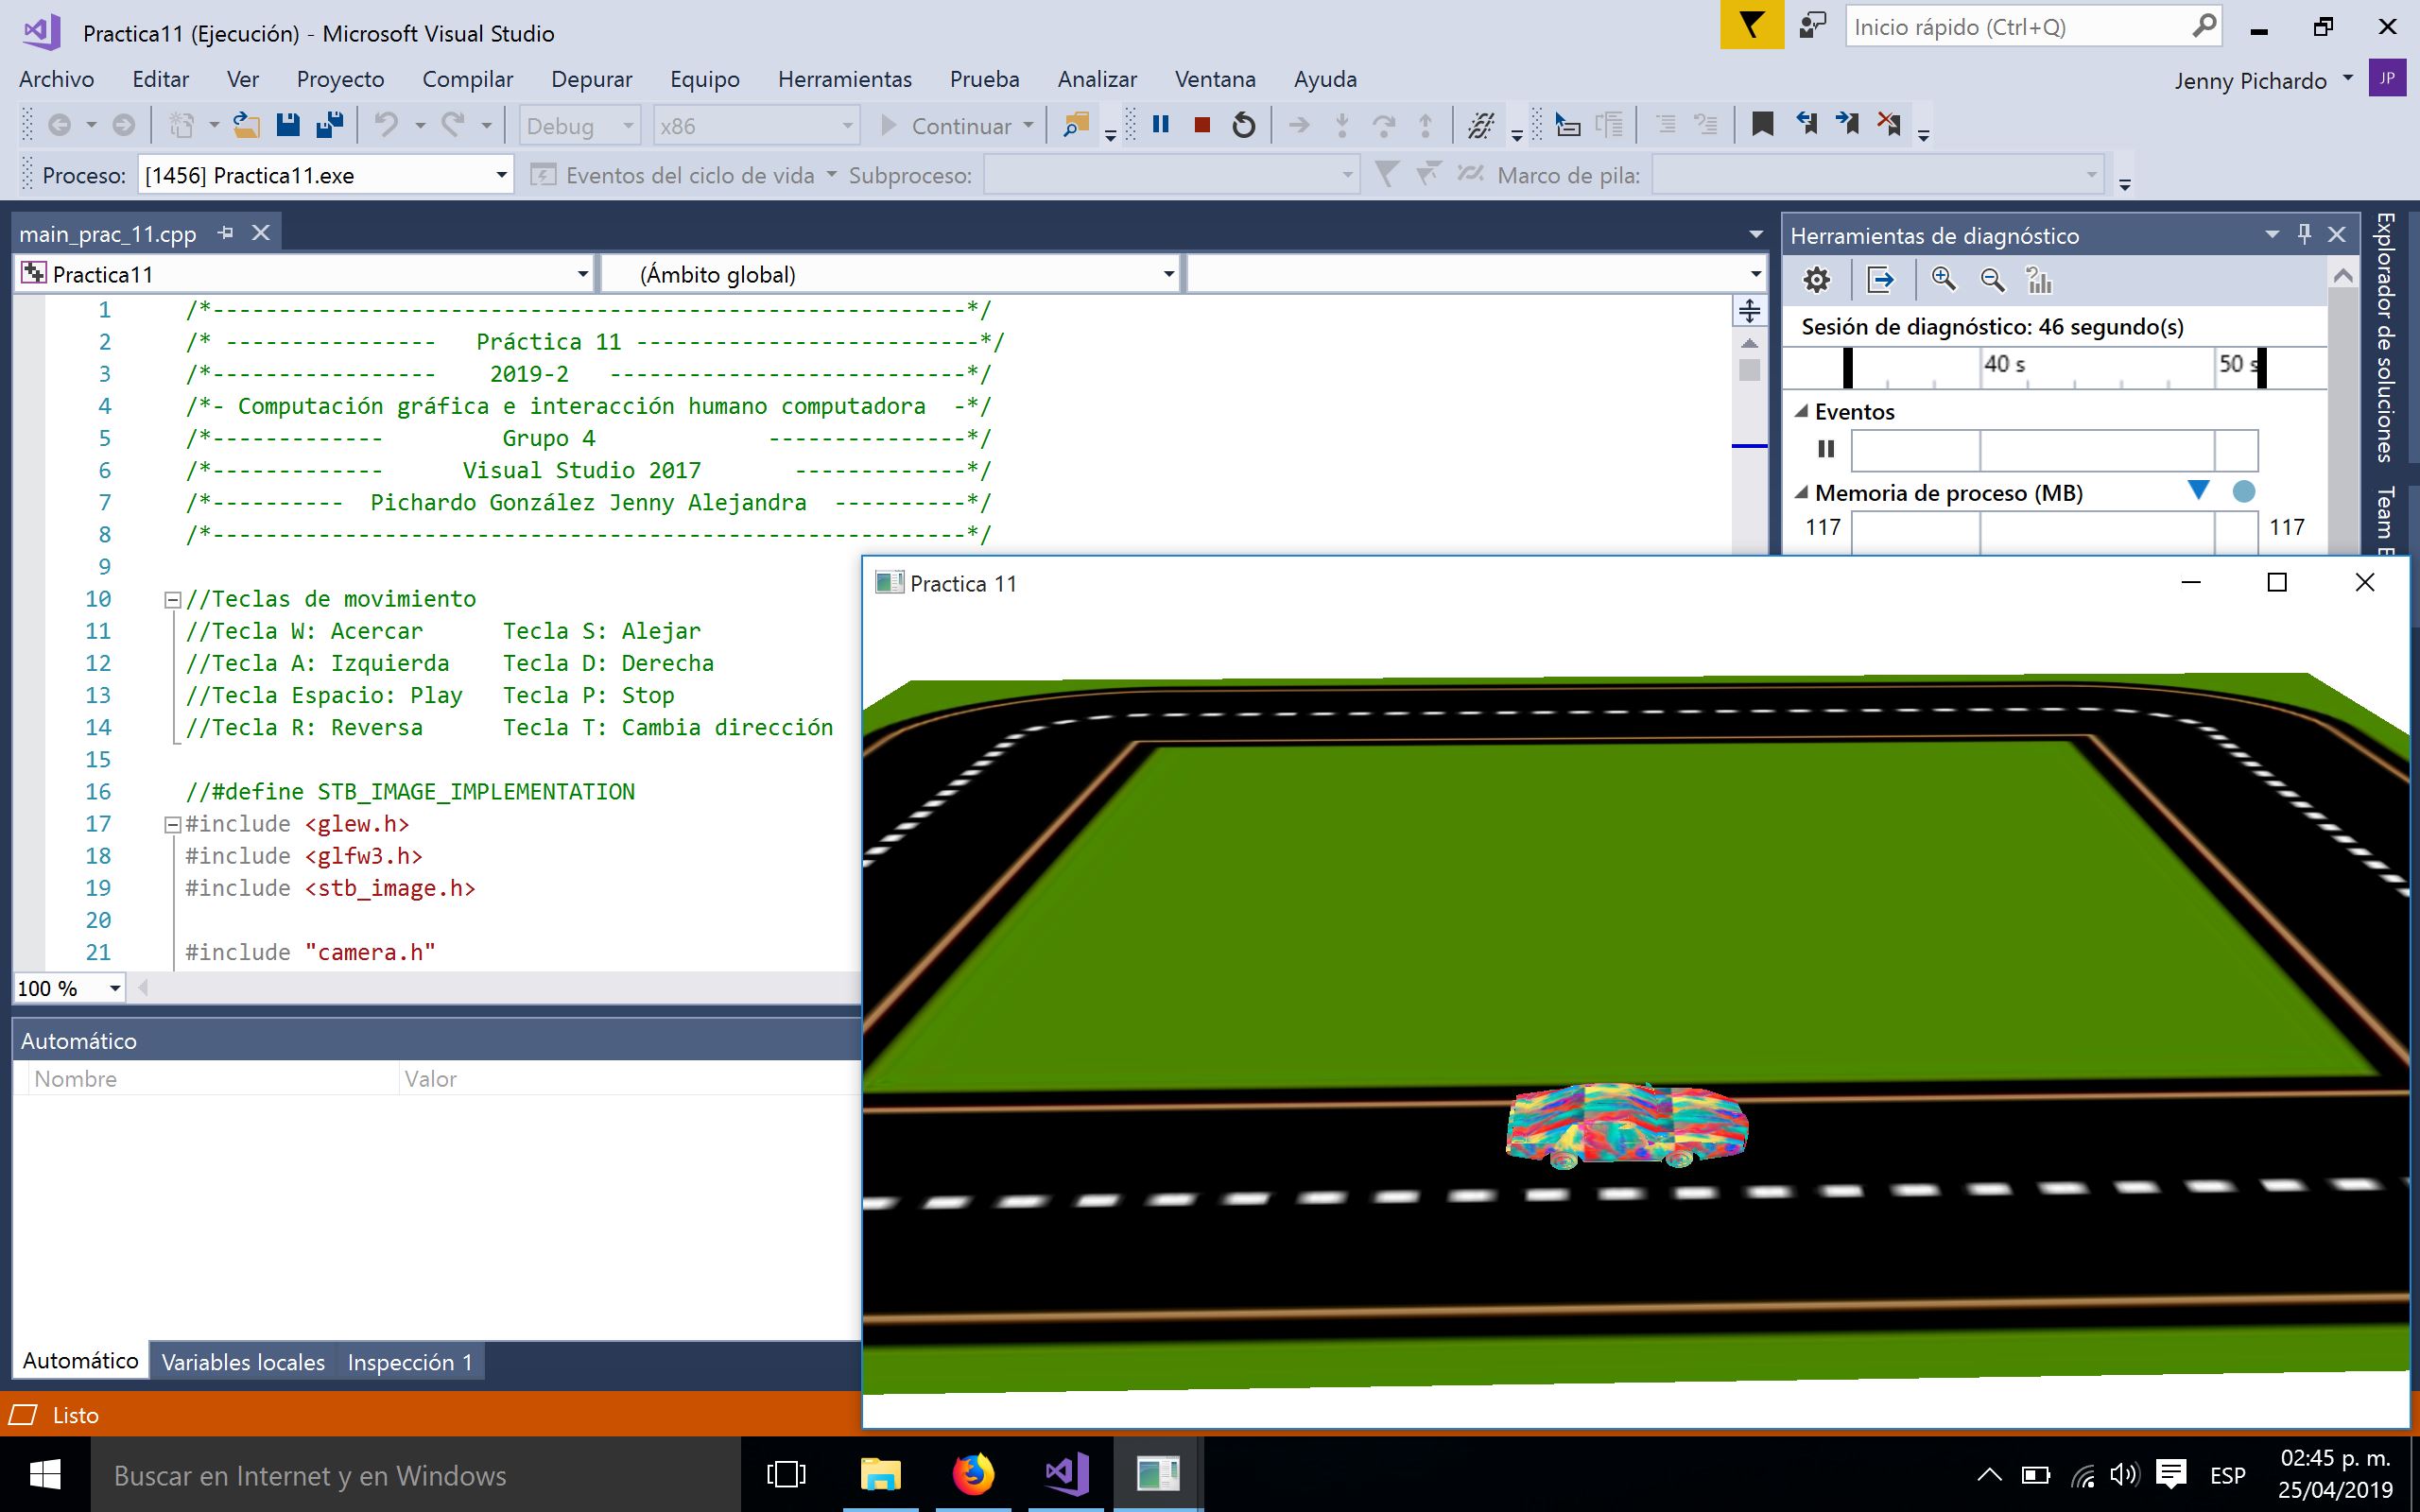 Practica11 (Ejecución) - Microsoft Visual Studio
Inicio rápido (Ctrl+Q)
Archivo Editar Ver Proyecto Compilar Depurar Equipo Herramientas Prueba Analizar Ventana Ayuda
Jenny Pichardo JP
Debug x86 Continuar
Proceso: [1456] Practica11.exe Eventos del ciclo de vida Subproceso: Marco de pila:
main_prac_11.cpp
Practica11 (Ámbito global)
1 /*---------------------------------------------------------*/
2 /* ---------------- Práctica 11 --------------------------*/
3 /*----------------- 2019-2 ---------------------------*/
4 /*- Computación gráfica e interacción humano computadora -*/
5 /*------------- Grupo 4 ---------------*/
6 /*------------- Visual Studio 2017 -------------*/
7 /*---------- Pichardo González Jenny Alejandra ----------*/
8 /*---------------------------------------------------------*/
9
10 //Teclas de movimiento
11 //Tecla W: Acercar Tecla S: Alejar
12 //Tecla A: Izquierda Tecla D: Derecha
13 //Tecla Espacio: Play Tecla P: Stop
14 //Tecla R: Reversa Tecla T: Cambia dirección
15
16 //#define STB_IMAGE_IMPLEMENTATION
17 #include <glew.h>
18 #include <glfw3.h>
19 #include <stb_image.h>
20
21 #include "camera.h"
100 %
Herramientas de diagnóstico
Sesión de diagnóstico: 46 segundo(s)
40 s 50 s
Eventos
Memoria de proceso (MB)
117 117
Explorador de soluciones
Team
Practica 11
Automático
Nombre Valor
Automático Variables locales Inspección 1
Listo
Buscar en Internet y en Windows
ESP
02:45 p. m.
25/04/2019